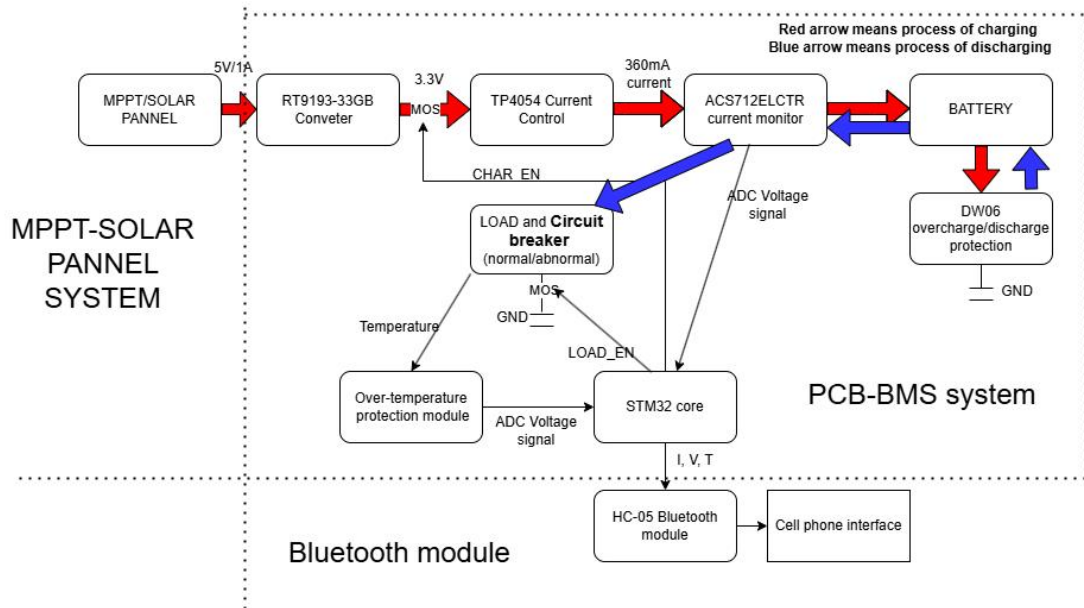 Red arrow means process of charging
Blue arrow means process of discharging
5V/1A
MPPT/SOLAR
PANNEL
RT9193-33GB
Conveter
3.3V
MOS
TP4054 Current
Control
360mA
current
ACS712ELCTR
current monitor
BATTERY
CHAR_EN
ADC Voltage
signal
DW06
overcharge/discharge
protection
GND
LOAD and Circuit
breaker
(normal/abnormal)
MOS
GND
MPPT-SOLAR
PANNEL
SYSTEM
Temperature
LOAD_EN
Over-temperature
protection module
ADC Voltage
signal
STM32 core
PCB-BMS system
I, V, T
HC-05 Bluetooth
module
Cell phone interface
Bluetooth module